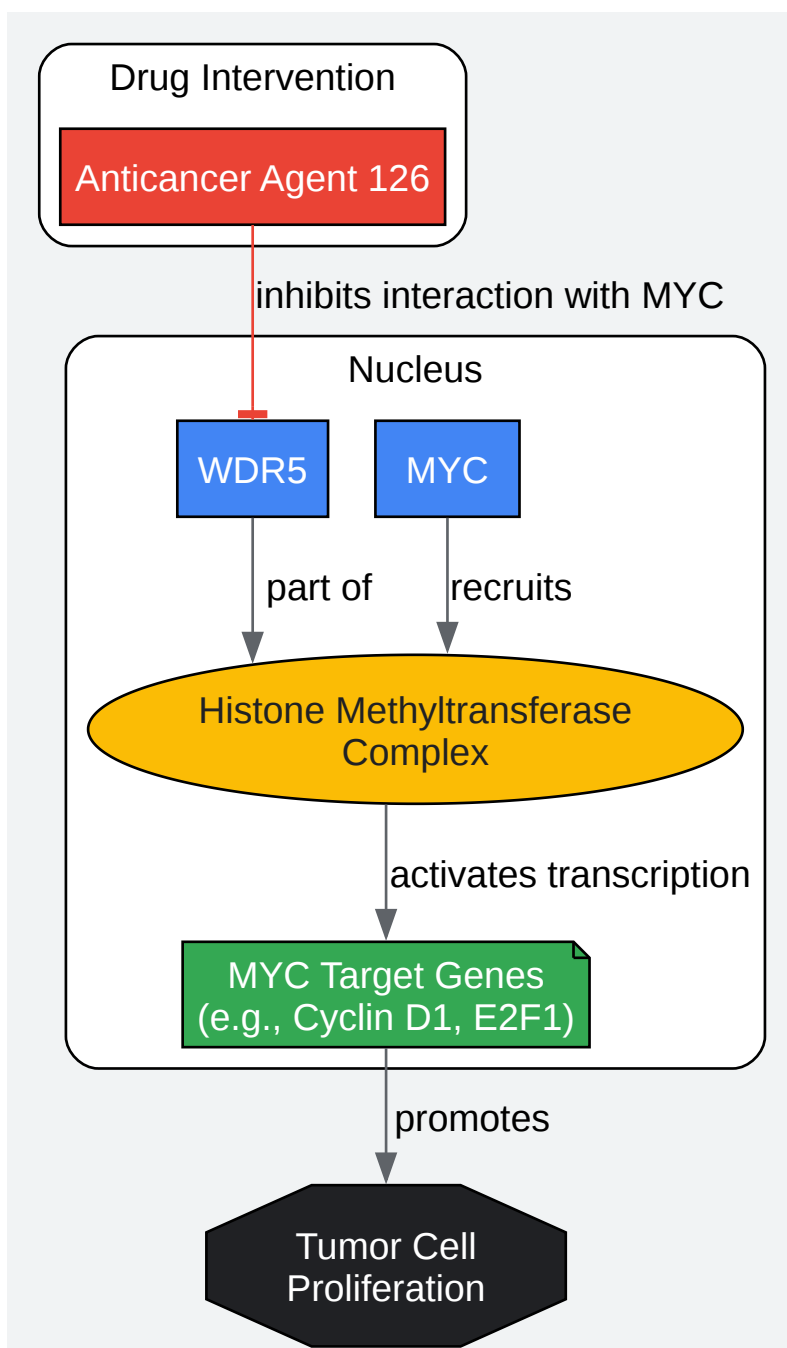 Drug Intervention
Anticancer Agent 126
inhibits interaction with MYC
Nucleus
WDR5
MYC
part of
recruits
Histone Methyltransferase
Complex
activates transcription
MYC Target Genes
(e.g., Cyclin D1, E2F1)
promotes
Tumor Cell
Proliferation